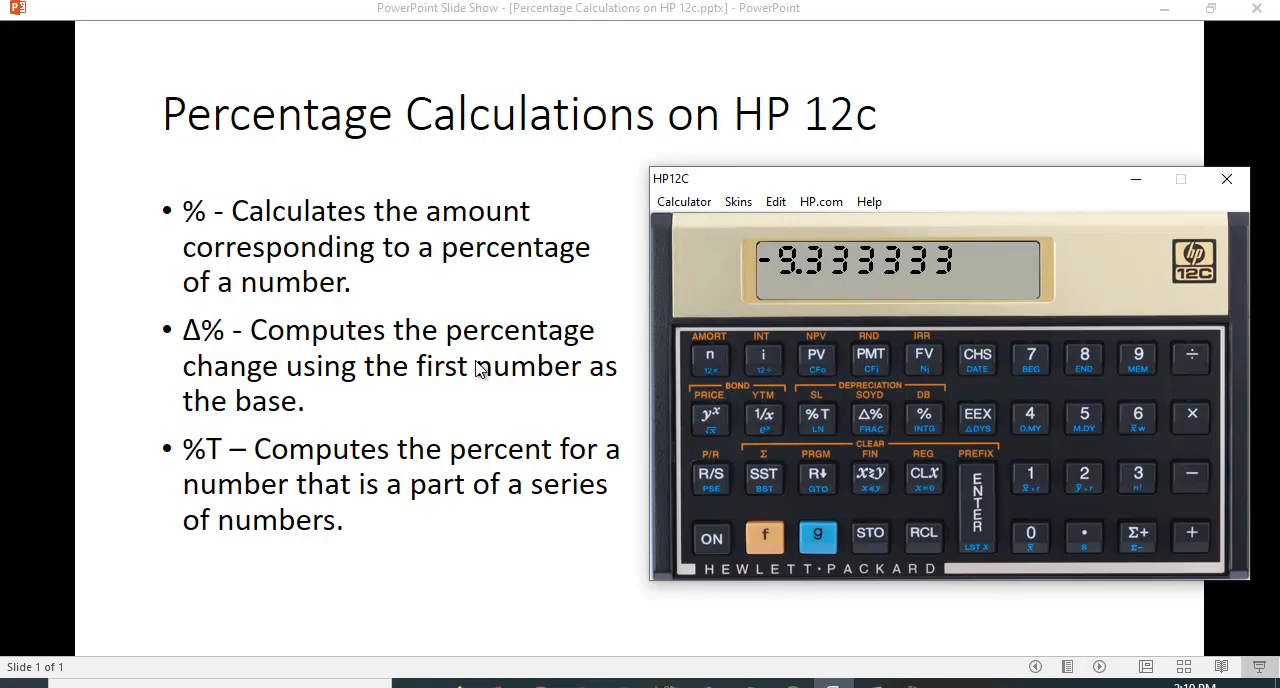 PowerPoint Slide Show - [Percentage Calculations on HP 12c.pptx] - PowerPoint
Percentage Calculations on HP 12c
• % - Calculates the amount
corresponding to a percentage
of a number.
• Δ% - Computes the percentage
change using the first number as
the base.
• %T – Computes the percent for a
number that is a part of a series
of numbers.
HP12C
Calculator Skins Edit HP.com Help
-9.333333
hp
12C
AMORT INT NPV RND IRR
n i PV PMT FV CHS 7 8 9 ÷
12× 12÷ CFo CFj Nj DATE BEG END MEM
BOND DEPRECIATION
PRICE YTM SL SOYD DB
y^x 1/x %T Δ% % EEX 4 5 6 ×
√x e^x LN FRAC INTG ΔDYS D.MY M.DY x̄w
CLEAR
P/R Σ PRGM FIN REG PREFIX
R/S SST R↓ x≷y CLx ENTER 1 2 3 −
PSE BST GTO x≤y x=0 x̂,r ŷ,r n!
ON f g STO RCL 0 • Σ+ +
LST x x̄ s Σ−
HEWLETT·PACKARD
Slide 1 of 1